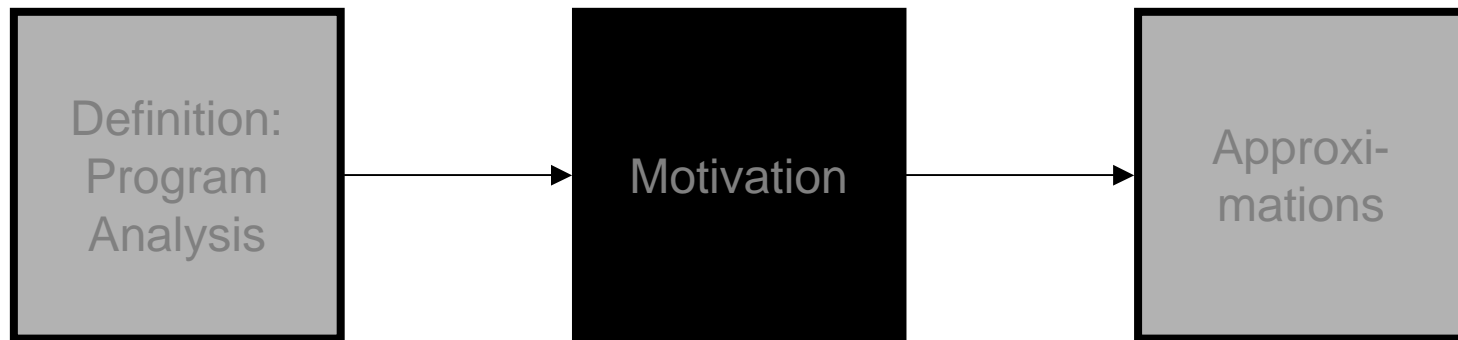 Definition:
Program
Analysis
Motivation
Approxi-
mations